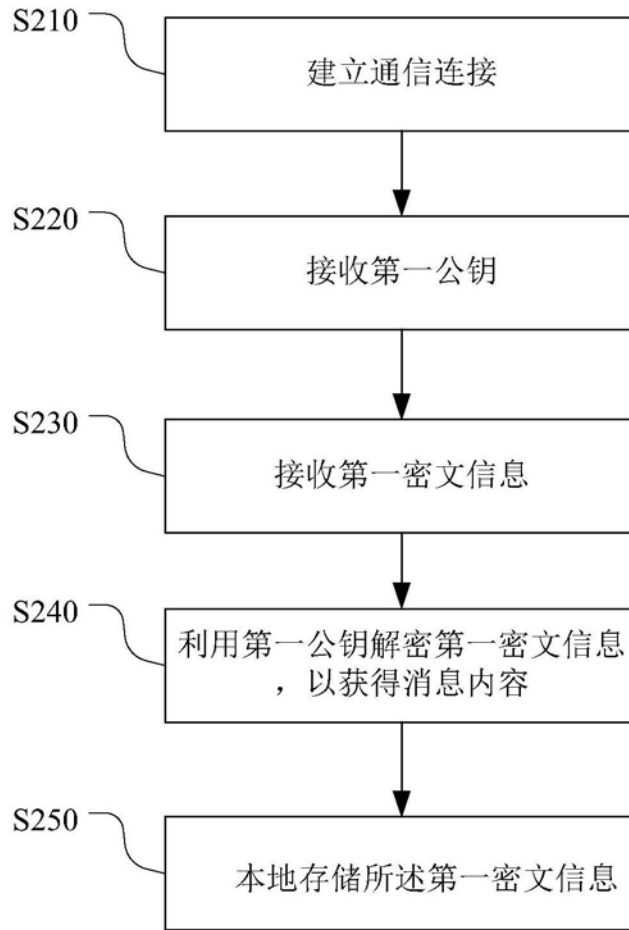 S210
建立通信连接
S220
接收第一公钥
S230
接收第一密文信息
S240
利用第一公钥解密第一密文信息
，以获得消息内容
S250
本地存储所述第一密文信息